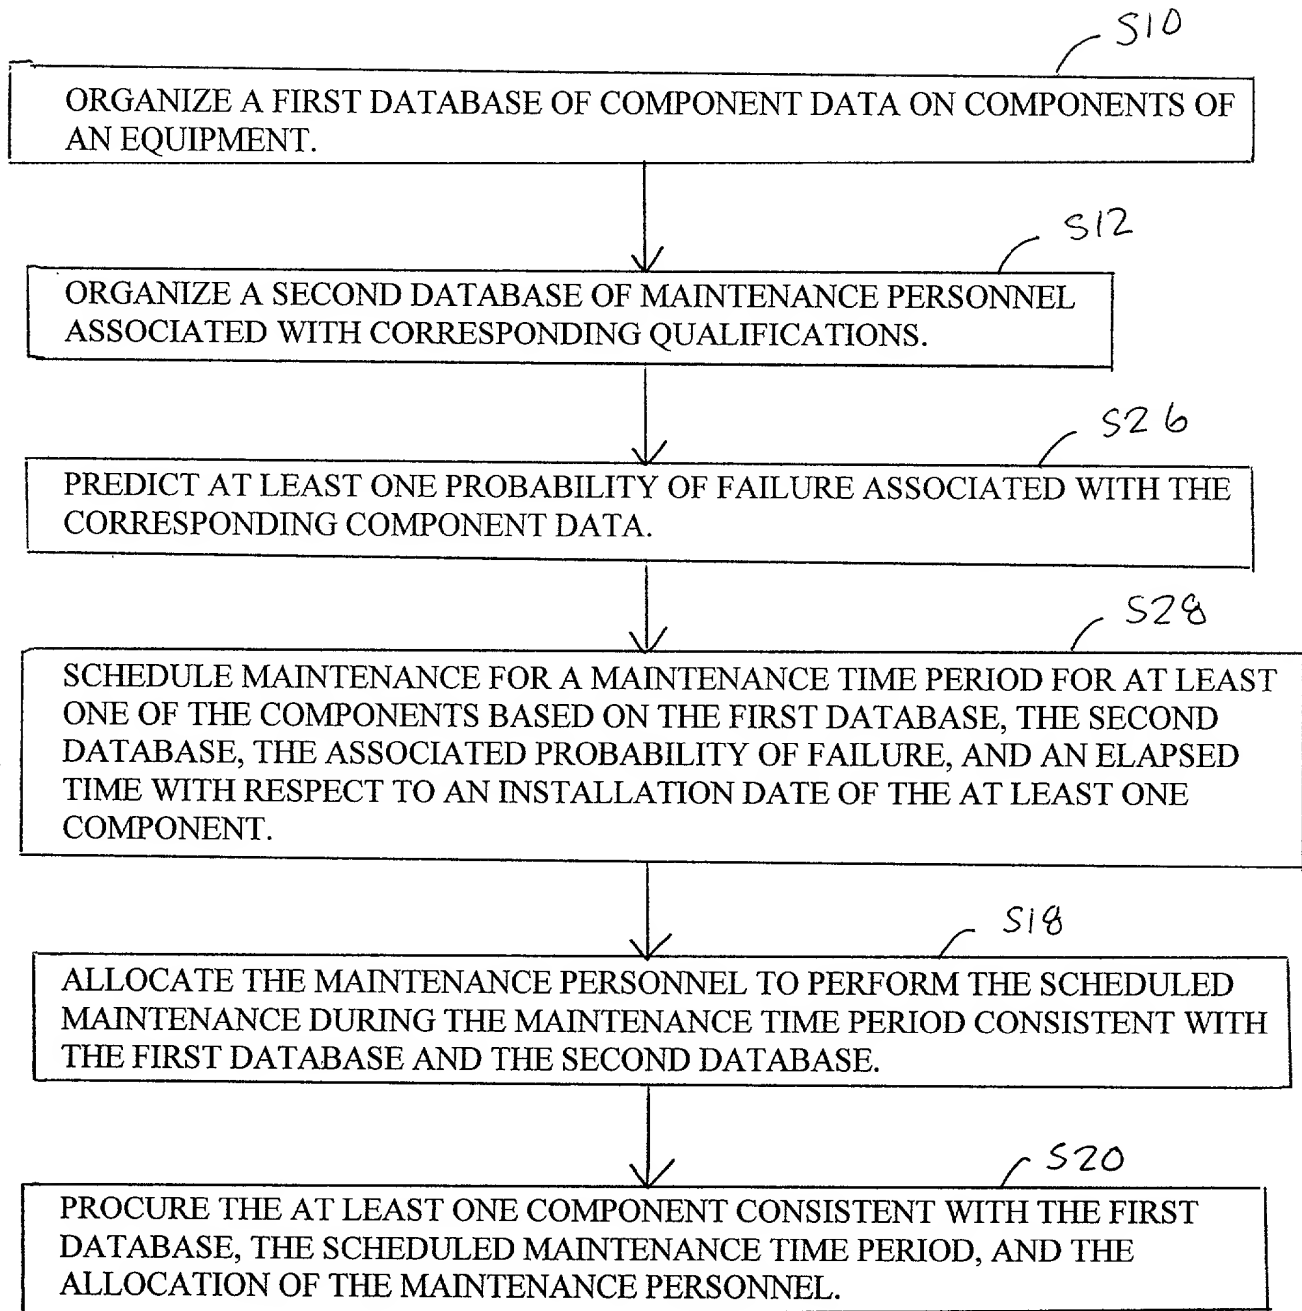 S10
ORGANIZE A FIRST DATABASE OF COMPONENT DATA ON COMPONENTS OF
AN EQUIPMENT.
S12
ORGANIZE A SECOND DATABASE OF MAINTENANCE PERSONNEL
ASSOCIATED WITH CORRESPONDING QUALIFICATIONS.
S26
PREDICT AT LEAST ONE PROBABILITY OF FAILURE ASSOCIATED WITH THE
CORRESPONDING COMPONENT DATA.
S28
SCHEDULE MAINTENANCE FOR A MAINTENANCE TIME PERIOD FOR AT LEAST
ONE OF THE COMPONENTS BASED ON THE FIRST DATABASE, THE SECOND
DATABASE, THE ASSOCIATED PROBABILITY OF FAILURE, AND AN ELAPSED
TIME WITH RESPECT TO AN INSTALLATION DATE OF THE AT LEAST ONE
COMPONENT.
S18
ALLOCATE THE MAINTENANCE PERSONNEL TO PERFORM THE SCHEDULED
MAINTENANCE DURING THE MAINTENANCE TIME PERIOD CONSISTENT WITH
THE FIRST DATABASE AND THE SECOND DATABASE.
S20
PROCURE THE AT LEAST ONE COMPONENT CONSISTENT WITH THE FIRST
DATABASE, THE SCHEDULED MAINTENANCE TIME PERIOD, AND THE
ALLOCATION OF THE MAINTENANCE PERSONNEL.